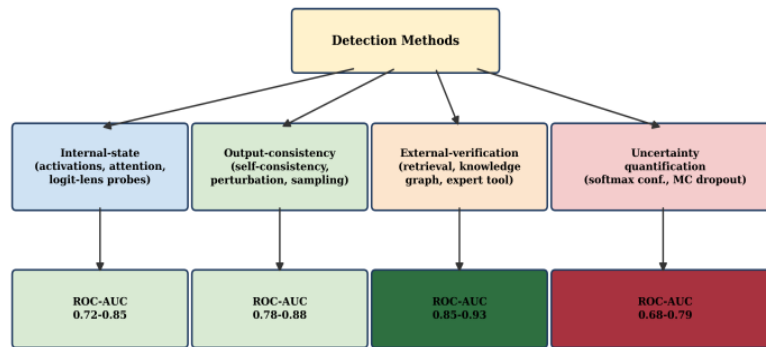 Detection Methods
Internal-state
(activations, attention,
logit-lens probes)
Output-consistency
(self-consistency,
perturbation, sampling)
External-verification
(retrieval, knowledge
graph, expert tool)
Uncertainty
quantification
(softmax conf., MC dropout)
ROC-AUC
0.72-0.85
ROC-AUC
0.78-0.88
ROC-AUC
0.85-0.93
ROC-AUC
0.68-0.79